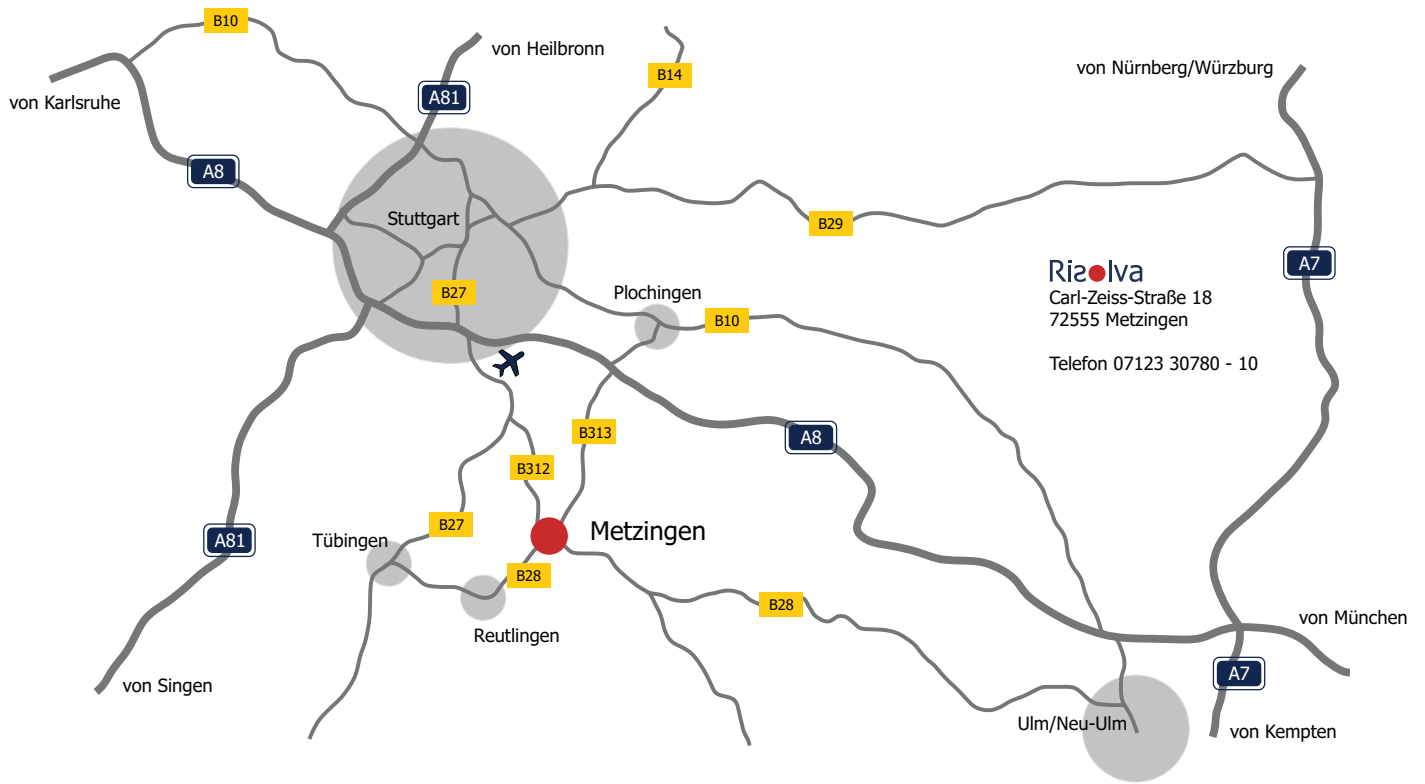 B10
von Heilbronn
B14
von Nürnberg/Würzburg
A81
von Karlsruhe
A8
Stuttgart
B29
A7
Risolva
Carl-Zeiss-Straße 18
72555 Metzingen
Telefon 07123 30780 - 10
B27
Plochingen
B10
B313
A8
B312
B27
Metzingen
A81
Tübingen
B28
B28
Reutlingen
von München
A7
von Singen
Ulm/Neu-Ulm
von Kempten